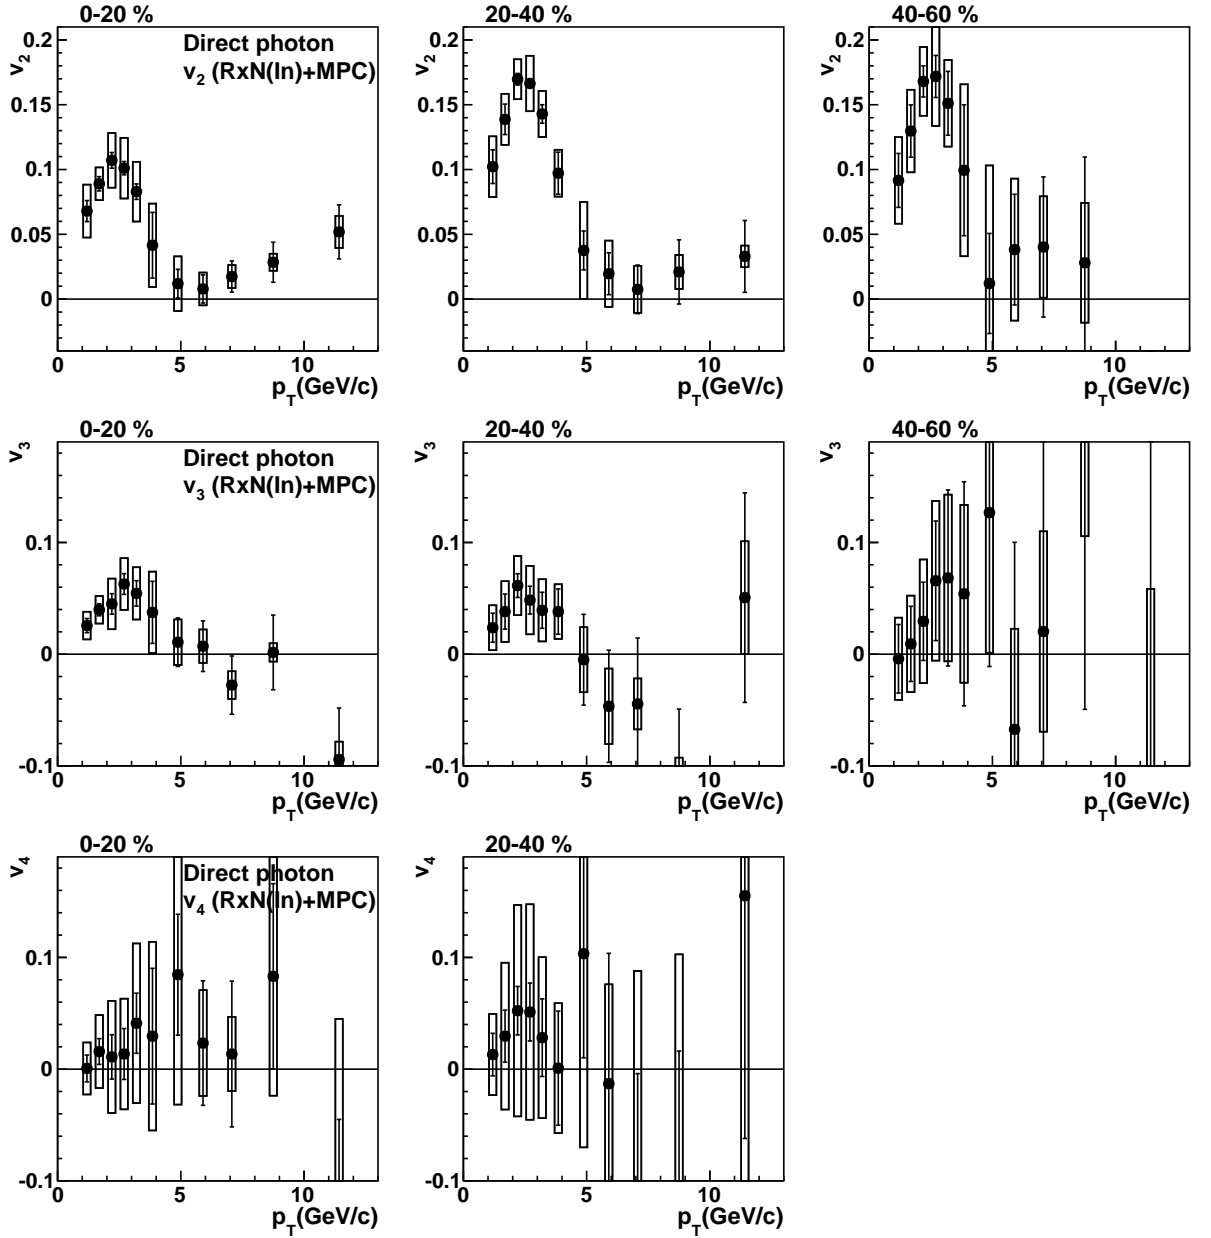 0-20 %
20-40 %
40-60 %
v2
Direct photon
v2 (RxN(In)+MPC)
0.2
0.15
0.1
0.05
0
0
5
10
pT(GeV/c)
v2
0.2
0.15
0.1
0.05
0
0
5
10
pT(GeV/c)
v2
0.2
0.15
0.1
0.05
0
0
5
10
pT(GeV/c)
0-20 %
20-40 %
40-60 %
v3
Direct photon
v3 (RxN(In)+MPC)
0.1
0
-0.1
0
5
10
pT(GeV/c)
v3
0.1
0
-0.1
0
5
10
pT(GeV/c)
v3
0.1
0
-0.1
0
5
10
pT(GeV/c)
0-20 %
20-40 %
v4
Direct photon
v4 (RxN(In)+MPC)
0.1
0
-0.1
0
5
10
pT(GeV/c)
v4
0.1
0
-0.1
0
5
10
pT(GeV/c)